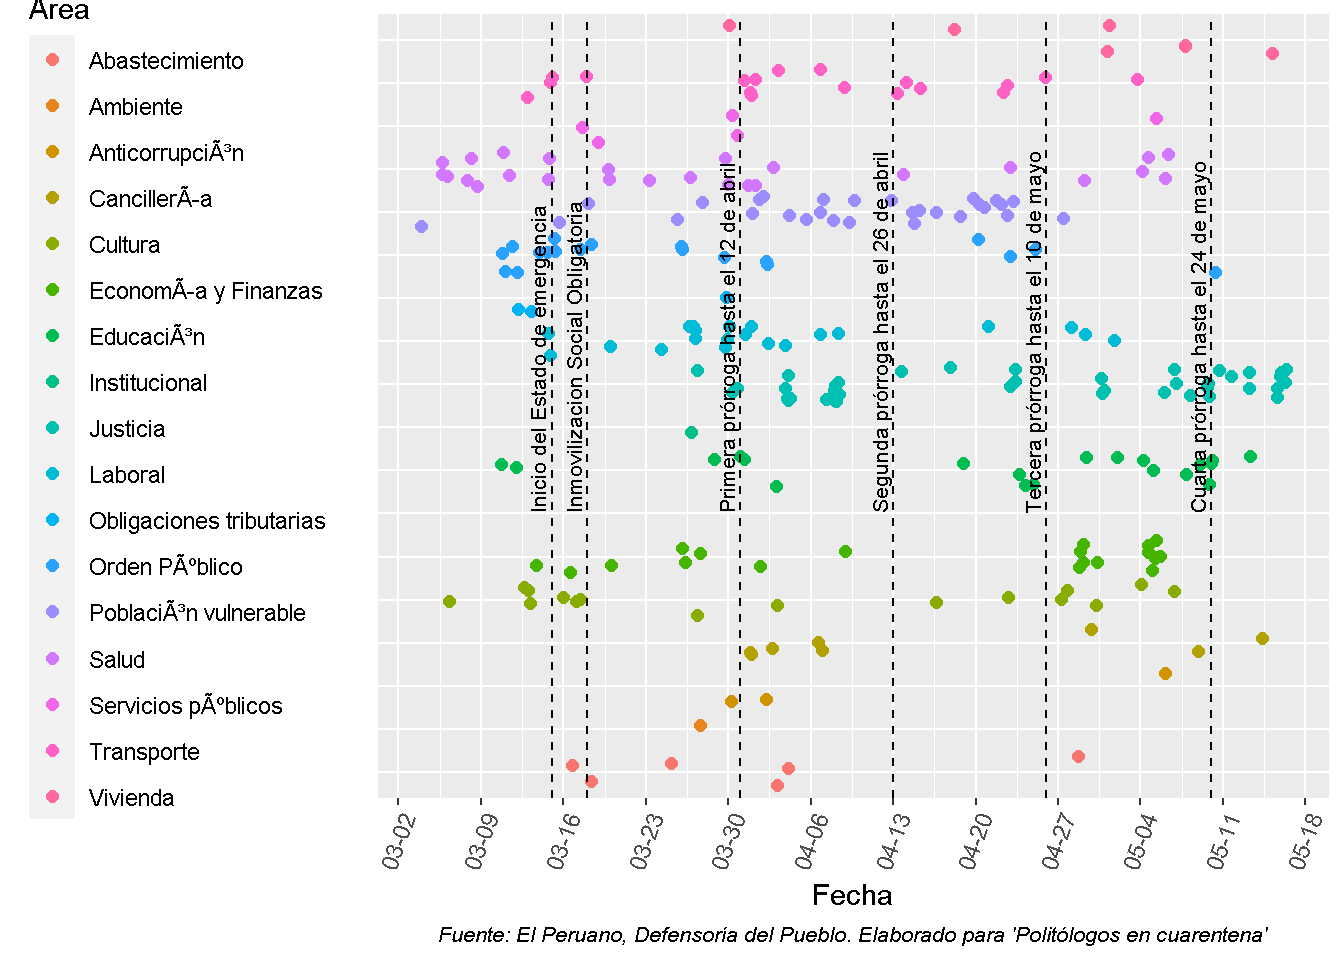 Área
Abastecimiento
Ambiente
AnticorrupciÃ³n
CancillerÃ-a
Cultura
EconomÃ-a y Finanzas
EducaciÃ³n
Institucional
Justicia
Laboral
Obligaciones tributarias
Orden PÃºblico
PoblaciÃ³n vulnerable
Salud
Servicios pÃºblicos
Transporte
Vivienda
Inicio del Estado de emergencia
Inmovilizacion Social Obligatoria
Primera prórroga hasta el 12 de abril
Segunda prórroga hasta el 26 de abril
Tercera prórroga hasta el 10 de mayo
Cuarta prórroga hasta el 24 de mayo
03-02
03-09
03-16
03-23
03-30
04-06
04-13
04-20
04-27
05-04
05-11
05-18
Fecha
Fuente: El Peruano, Defensoría del Pueblo. Elaborado para 'Politólogos en cuarentena'